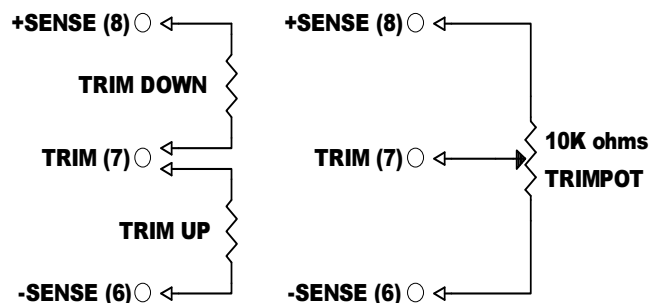 +SENSE (8)
TRIM DOWN
TRIM (7)
TRIM UP
-SENSE (6)
+SENSE (8)
10K ohms
TRIM (7)
TRIMPOT
-SENSE (6)